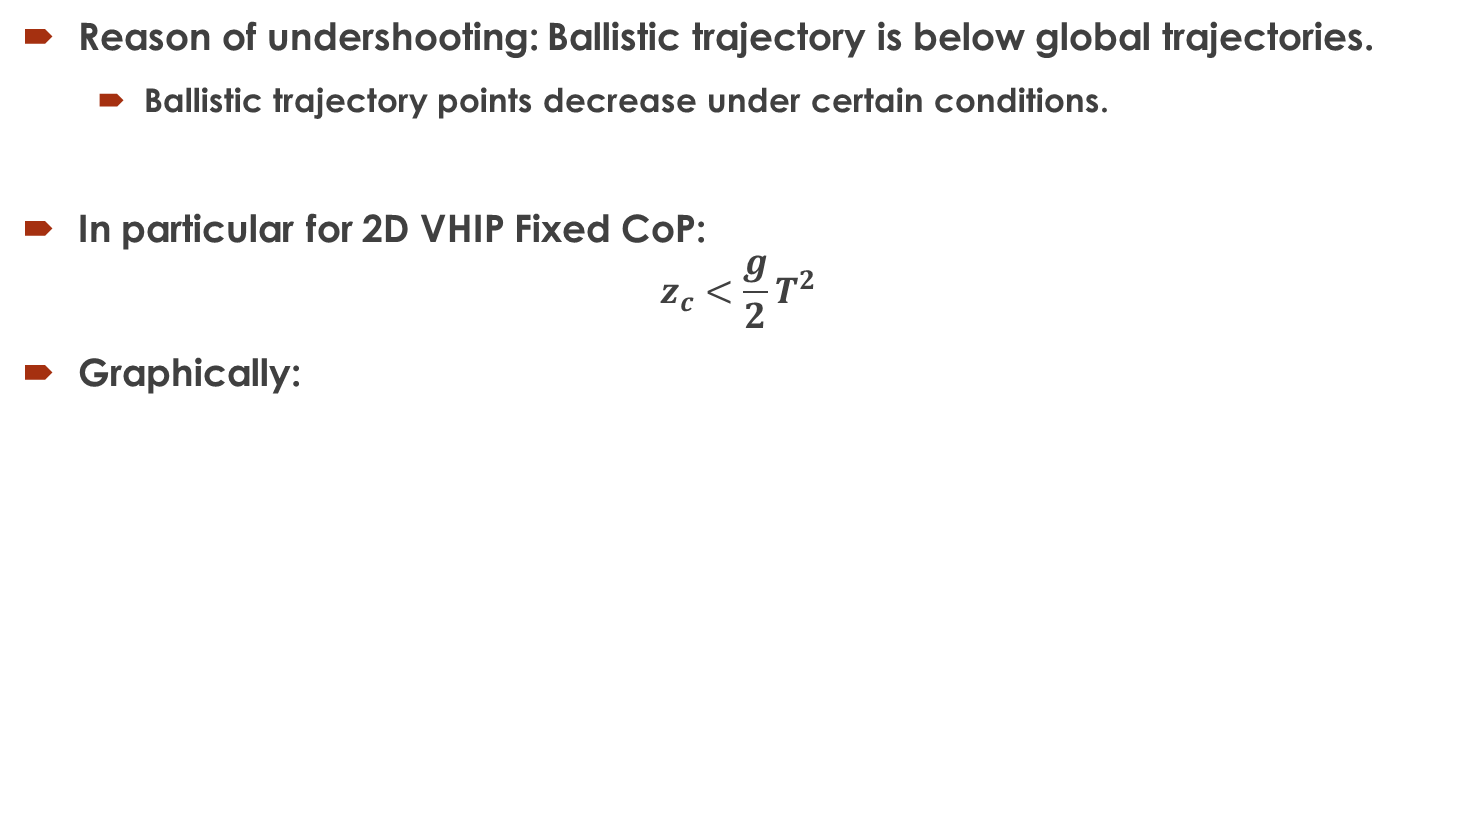 Reason of undershooting: Ballistic trajectory is below global trajectories.
Ballistic trajectory points decrease under certain conditions.
In particular for 2D VHIP Fixed CoP:
z_c < \frac{g}{2} T^2
Graphically: